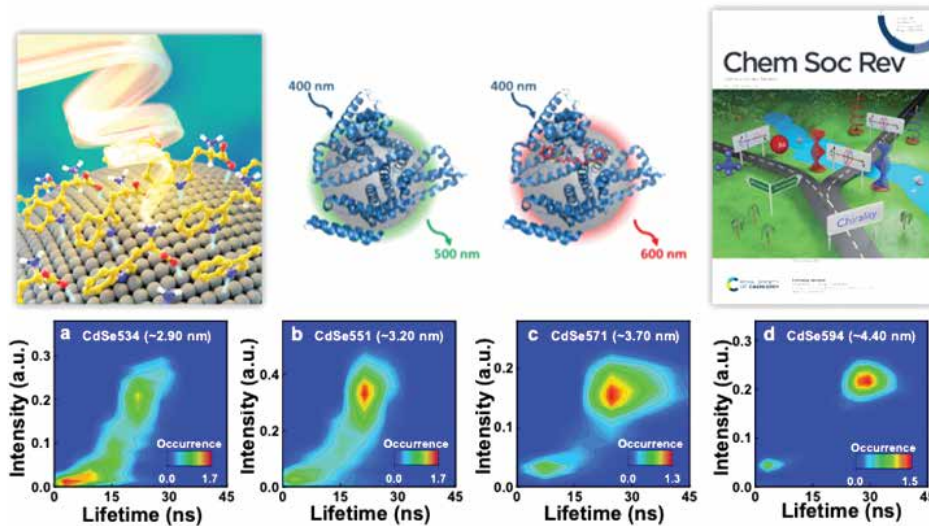 Chem Soc Rev
400 nm
400 nm
500 nm
600 nm
Chirality
ROYAL SOCIETY
OF CHEMISTRY
a
CdSe534 (~2.90 nm)
b
CdSe551 (~3.20 nm)
c
CdSe571 (~3.70 nm)
d
CdSe594 (~4.40 nm)
Intensity (a.u.)
0.3
0.2
0.1
0.0
Occurrence
0.0 1.7
0 15 30 45
Lifetime (ns)
Intensity (a.u.)
0.4
0.2
0.0
Occurrence
0.0 1.7
0 15 30 45
Lifetime (ns)
Intensity (a.u.)
0.2
0.1
0.0
Occurrence
0.0 1.3
0 15 30 45
Lifetime (ns)
Intensity (a.u.)
0.3
0.2
0.1
0.0
Occurrence
0.0 1.5
0 15 30 45
Lifetime (ns)